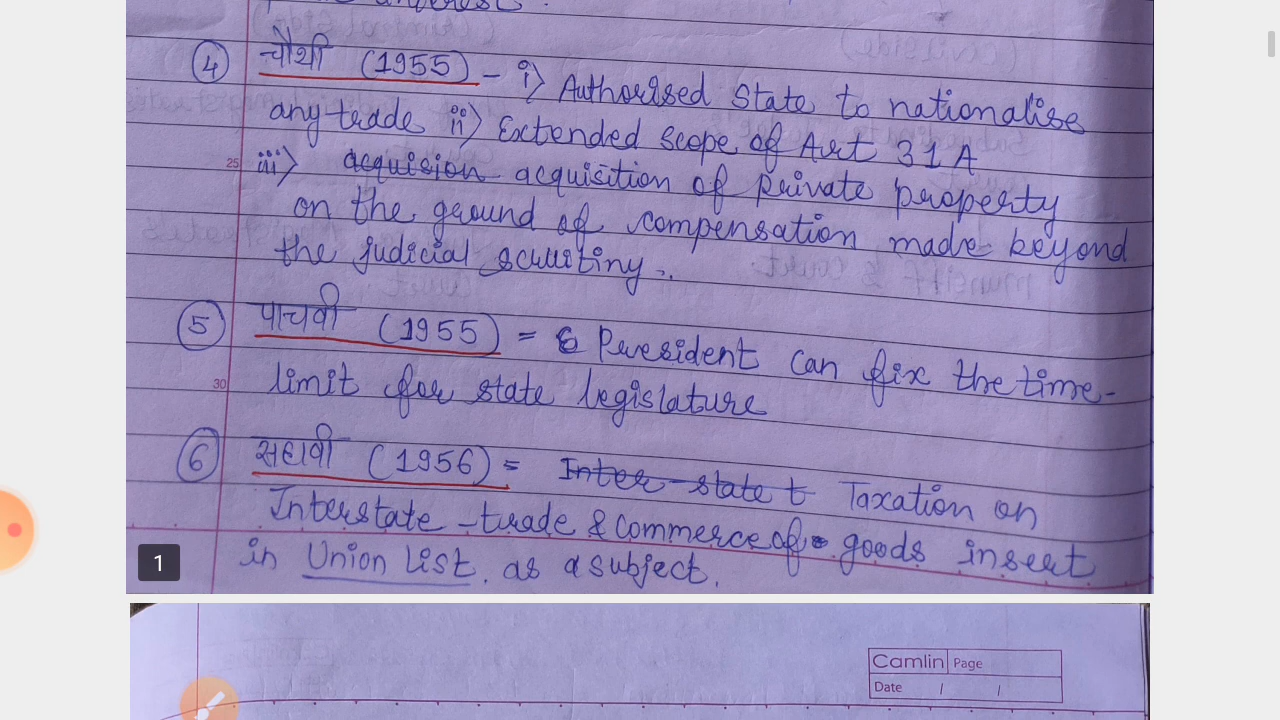 ④ चौथी (1955) - i) Authorised State to nationalise
any trade ii) Extended scope of Art 31A
25 iii) acquision acquisition of private property
on the ground of compensation made beyond
the judicial scrutiny.
⑤ पाचवी (1955) = President can fix the time-
30 limit for state legislature
⑥ सहावी (1956) = Inter-state t Taxation on
Interstate-trade & commerce of goods insert
in Union List. as a subject.
1
Camlin Page
Date / /